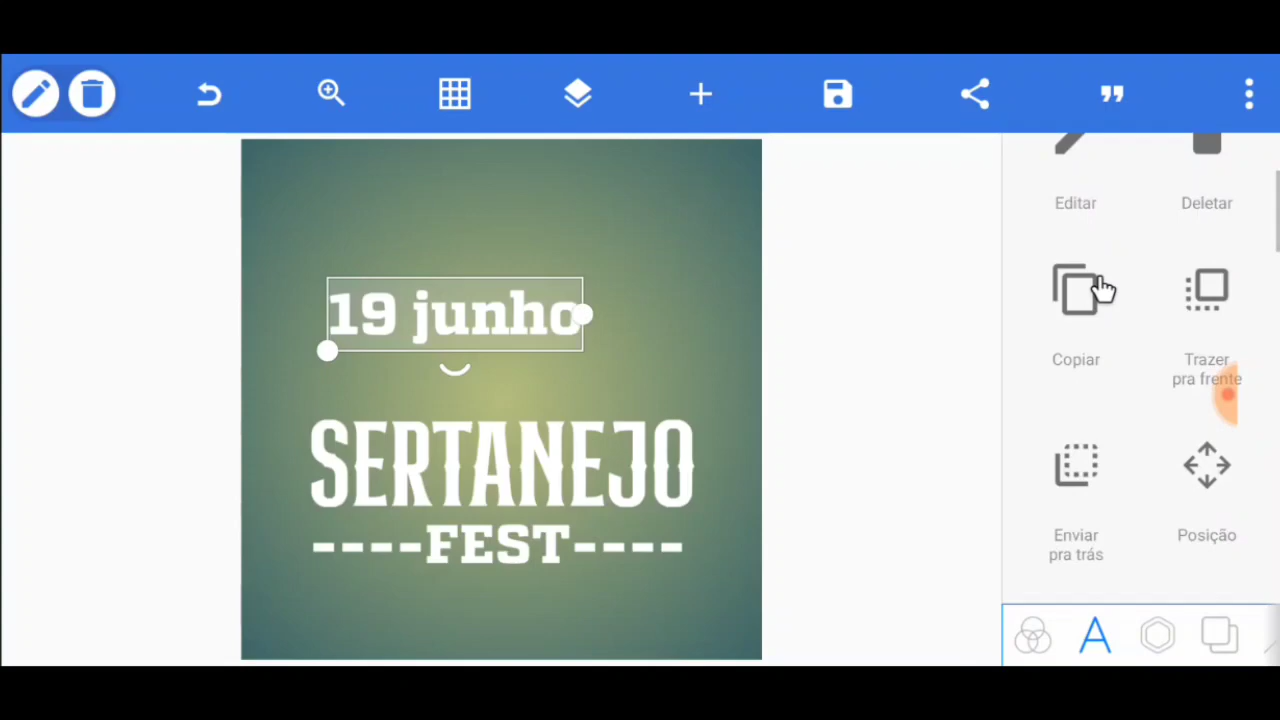 19 junho
SERTANEJO
----FEST----
Editar
Deletar
Copiar
Trazer
pra frente
Enviar
pra trás
Posição